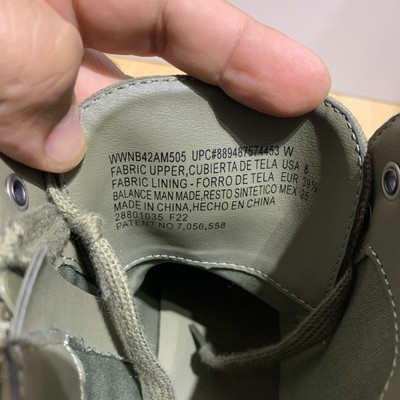 WWNB42AM505 UPC#889487574453 W
FABRIC UPPER,CUBIERTA DE TELA USA 8
FABRIC LINING - FORRO DE TELA EUR 38½
BALANCE MAN MADE,RESTO SINTETICO MEX 25
MADE IN CHINA,HECHO EN CHINA
28801035 F22
PATENT NO.7,056,558